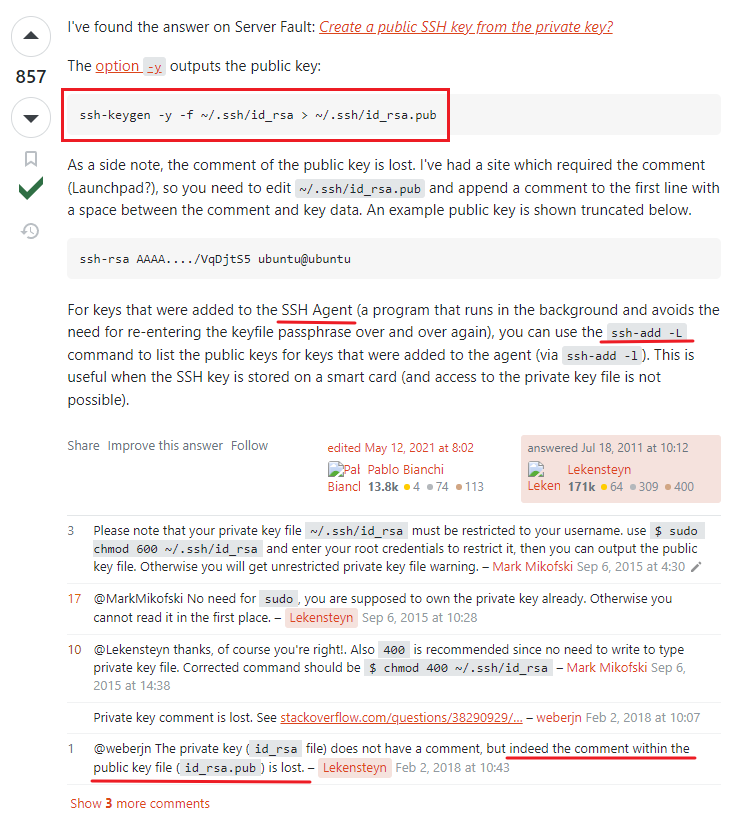 I've found the answer on Server Fault: Create a public SSH key from the private key?
857
The option -y outputs the public key:
ssh-keygen -y -f ~/.ssh/id_rsa > ~/.ssh/id_rsa.pub
As a side note, the comment of the public key is lost. I've had a site which required the comment
(Launchpad?), so you need to edit ~/.ssh/id_rsa.pub and append a comment to the first line with
a space between the comment and key data. An example public key is shown truncated below.
ssh-rsa AAAA..../VqDjtS5 ubuntu@ubuntu
For keys that were added to the SSH Agent (a program that runs in the background and avoids the
need for re-entering the keyfile passphrase over and over again), you can use the ssh-add -L
command to list the public keys for keys that were added to the agent (via ssh-add -l). This is
useful when the SSH key is stored on a smart card (and access to the private key file is not
possible).
Share Improve this answer Follow
edited May 12, 2021 at 8:02
Pal Pablo Bianchi
Bianci 13.8k 4 74 113
answered Jul 18, 2011 at 10:12
Lekensteyn
Leken 171k 64 309 400
3 Please note that your private key file ~/.ssh/id_rsa must be restricted to your username. use $ sudo
chmod 600 ~/.ssh/id_rsa and enter your root credentials to restrict it, then you can output the public
key file. Otherwise you will get unrestricted private key file warning. – Mark Mikofski Sep 6, 2015 at 4:30
17 @MarkMikofski No need for sudo, you are supposed to own the private key already. Otherwise you
cannot read it in the first place. – Lekensteyn Sep 6, 2015 at 10:28
10 @Lekensteyn thanks, of course you're right!. Also 400 is recommended since no need to write to type
private key file. Corrected command should be $ chmod 400 ~/.ssh/id_rsa – Mark Mikofski Sep 6,
2015 at 14:38
Private key comment is lost. See stackoverflow.com/questions/38290929/… – weberjn Feb 2, 2018 at 10:07
1 @weberjn The private key (id_rsa file) does not have a comment, but indeed the comment within the
public key file (id_rsa.pub) is lost. – Lekensteyn Feb 2, 2018 at 10:43
Show 3 more comments